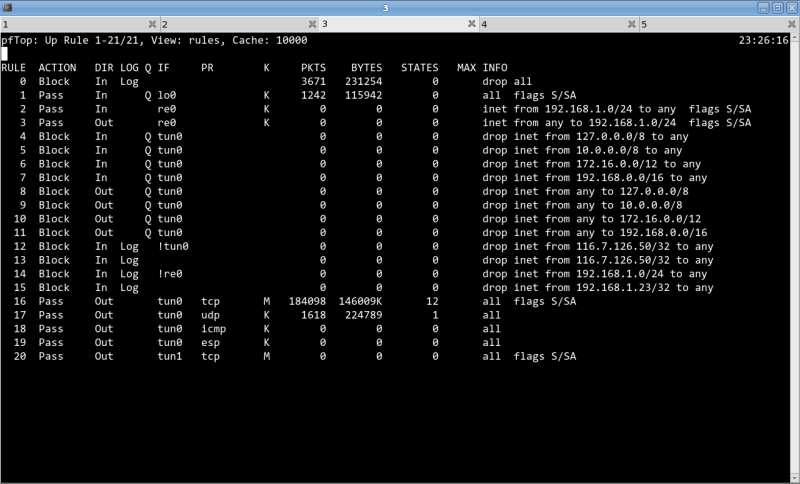 3
1 2 3 4 5
pfTop: Up Rule 1-21/21, View: rules, Cache: 10000 23:26:16
RULE ACTION DIR LOG Q IF PR K PKTS BYTES STATES MAX INFO
0 Block In Log 3671 231254 0 drop all
1 Pass In Q lo0 K 1242 115942 0 all flags S/SA
2 Pass In re0 K 0 0 0 inet from 192.168.1.0/24 to any flags S/SA
3 Pass Out re0 K 0 0 0 inet from any to 192.168.1.0/24 flags S/SA
4 Block In Q tun0 0 0 0 drop inet from 127.0.0.0/8 to any
5 Block In Q tun0 0 0 0 drop inet from 10.0.0.0/8 to any
6 Block In Q tun0 0 0 0 drop inet from 172.16.0.0/12 to any
7 Block In Q tun0 0 0 0 drop inet from 192.168.0.0/16 to any
8 Block Out Q tun0 0 0 0 drop inet from any to 127.0.0.0/8
9 Block Out Q tun0 0 0 0 drop inet from any to 10.0.0.0/8
10 Block Out Q tun0 0 0 0 drop inet from any to 172.16.0.0/12
11 Block Out Q tun0 0 0 0 drop inet from any to 192.168.0.0/16
12 Block In Log !tun0 0 0 0 drop inet from 116.7.126.50/32 to any
13 Block In Log 0 0 0 drop inet from 116.7.126.50/32 to any
14 Block In Log !re0 0 0 0 drop inet from 192.168.1.0/24 to any
15 Block In Log 0 0 0 drop inet from 192.168.1.23/32 to any
16 Pass Out tun0 tcp M 184098 146009K 12 all flags S/SA
17 Pass Out tun0 udp K 1618 224789 1 all
18 Pass Out tun0 icmp K 0 0 0 all
19 Pass Out tun0 esp K 0 0 0 all
20 Pass Out tun1 tcp M 0 0 0 all flags S/SA